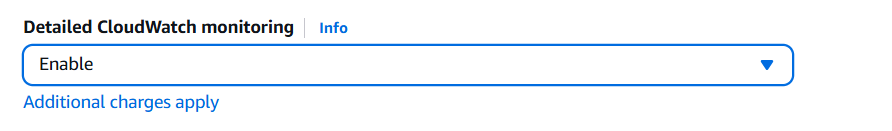 Detailed CloudWatch monitoring Info
Enable
Additional charges apply